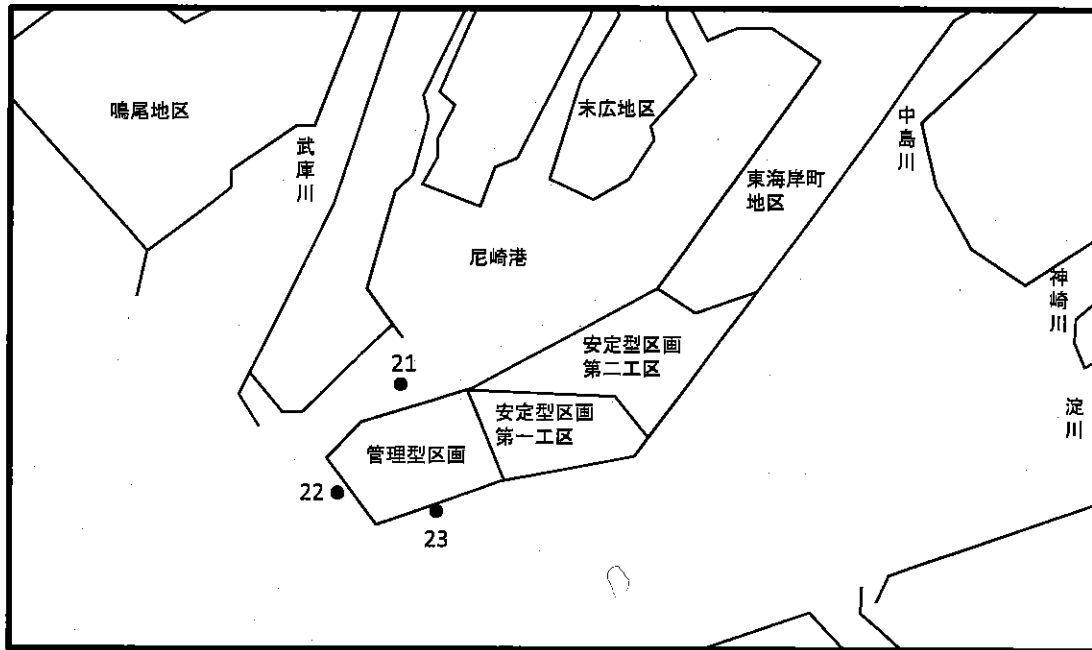 鳴尾地区
武庫川
末広地区
中島川
東海岸町
地区
尼崎港
神崎川
安定型区画
第二工区
21
安定型区画
第一工区
淀川
管理型区画
22
23